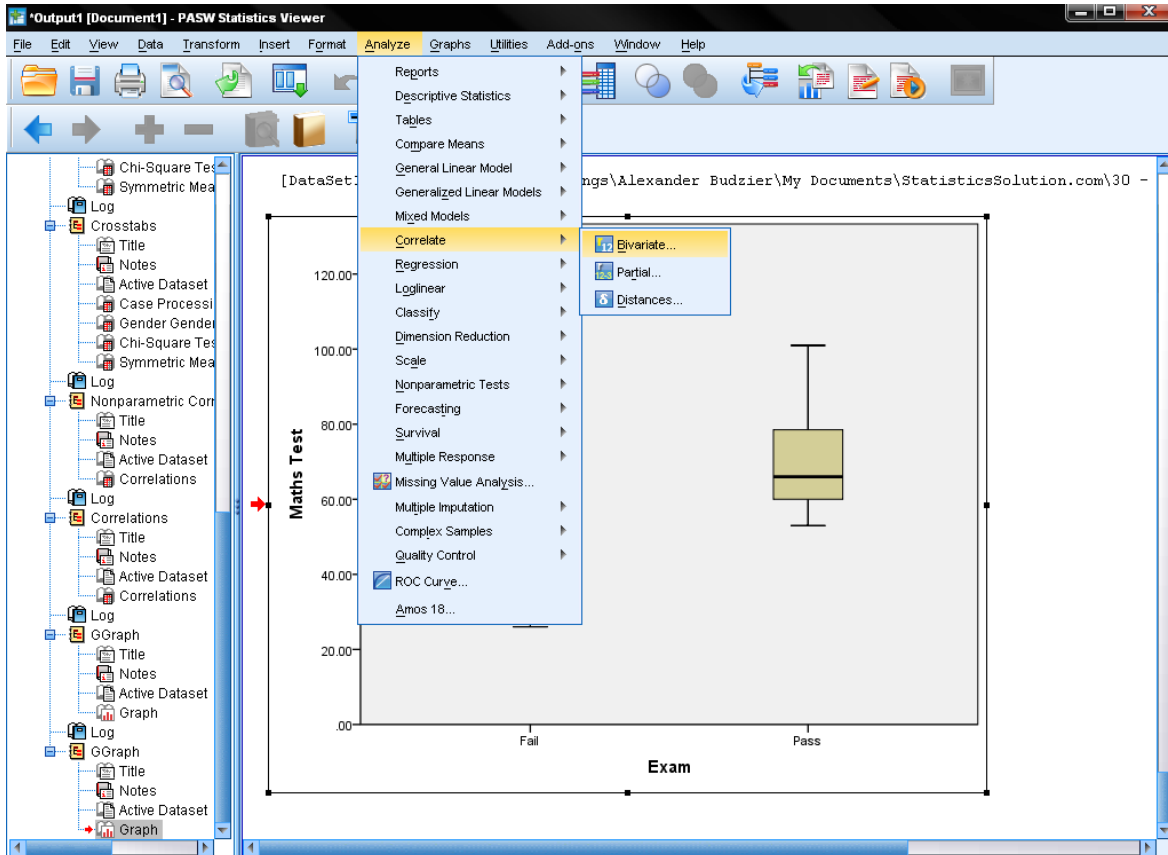 *Output1 [Document1] - PASW Statistics Viewer
File Edit View Data Transform Insert Format Analyze Graphs Utilities Add-ons Window Help
Chi-Square Tes
Symmetric Mea
Log
Crosstabs
Title
Notes
Active Dataset
Case Processi
Gender Gender
Chi-Square Tes
Symmetric Mea
Log
Nonparametric Corr
Title
Notes
Active Dataset
Correlations
Log
Correlations
Title
Notes
Active Dataset
Correlations
Log
GGraph
Title
Notes
Active Dataset
Graph
Log
GGraph
Title
Notes
Active Dataset
Graph
Reports
Descriptive Statistics
Tables
Compare Means
General Linear Model
Generalized Linear Models
Mixed Models
Correlate
Regression
Loglinear
Classify
Dimension Reduction
Scale
Nonparametric Tests
Forecasting
Survival
Multiple Response
Missing Value Analysis...
Multiple Imputation
Complex Samples
Quality Control
ROC Curve...
Amos 18...
Bivariate...
Partial...
Distances...
[DataSet ngs\Alexander Budzier\My Documents\StatisticsSolution.com\30 -
120.00
100.00
80.00
60.00
40.00
20.00
.00
Maths Test
Fail Pass
Exam